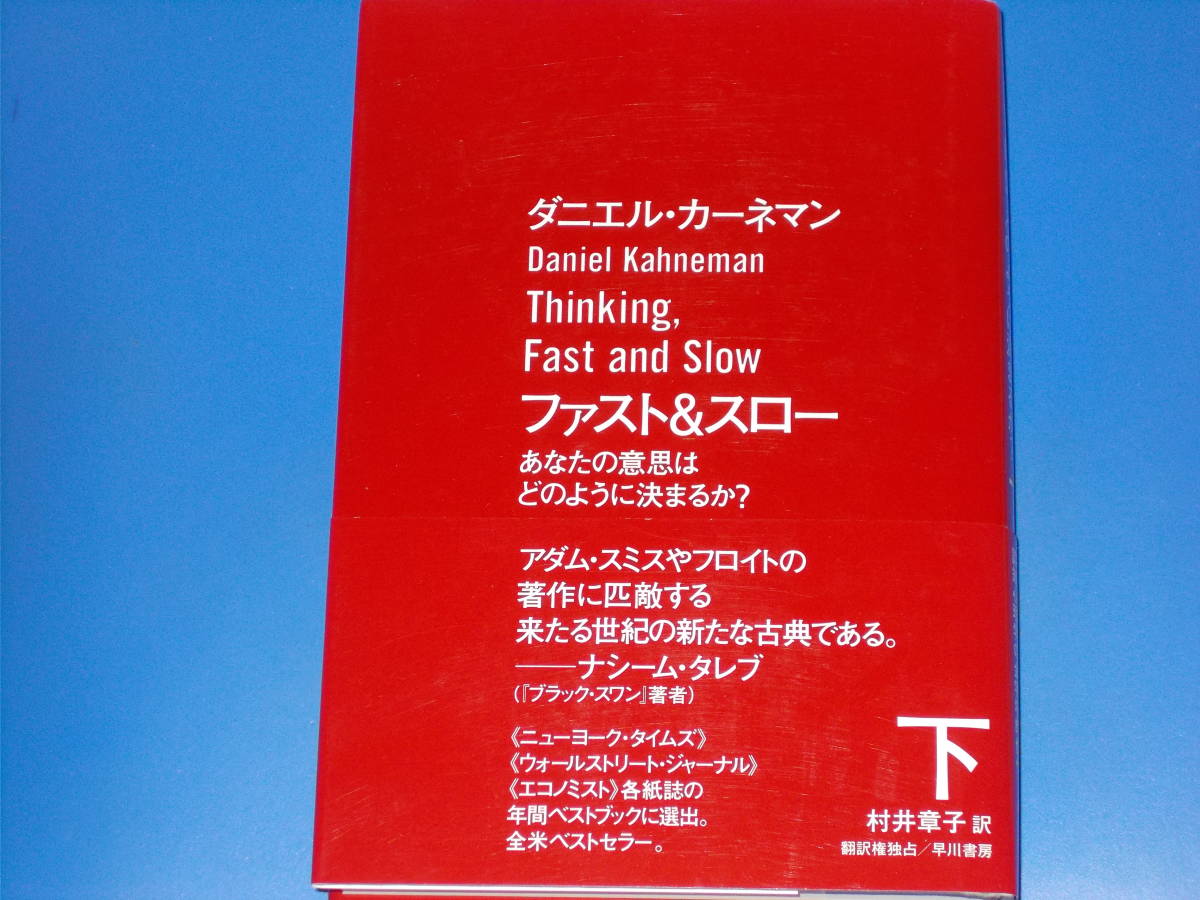 ダニエル・カーネマン
Daniel Kahneman
Thinking,
Fast and Slow
ファスト&スロー
あなたの意思は
どのように決まるか?
アダム・スミスやフロイトの
著作に匹敵する
来たる世紀の新たな古典である。
――ナシーム・タレブ
(『ブラック・スワン』著者)
《ニューヨーク・タイムズ》
《ウォールストリート・ジャーナル》
《エコノミスト》各紙誌の
年間ベストブックに選出。
全米ベストセラー。
下
村井章子 訳
翻訳権独占/早川書房